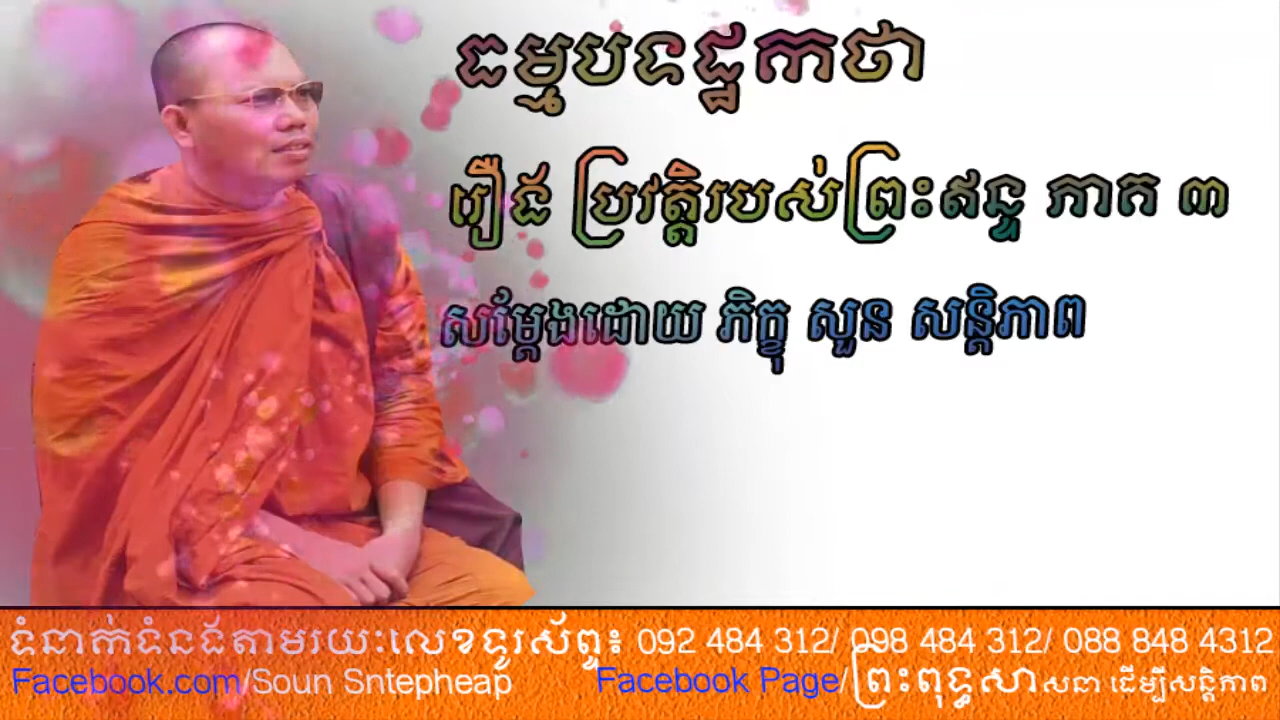 ធម្មបទដ្ឋកថា
រឿង ប្រវត្តិរបស់ព្រះឥន្ទ ភាគ ៣
សម្ដែងដោយ ភិក្ខុ សួន សន្តិភាព
ទំនាក់ទំនងតាមរយៈលេខទូរស័ព្ទ៖ 092 484 312/ 098 484 312/ 088 848 4312
Facebook.com/Soun Sntepheap Facebook Page/ព្រះពុទ្ធសាសនា ដើម្បីសន្តិភាព